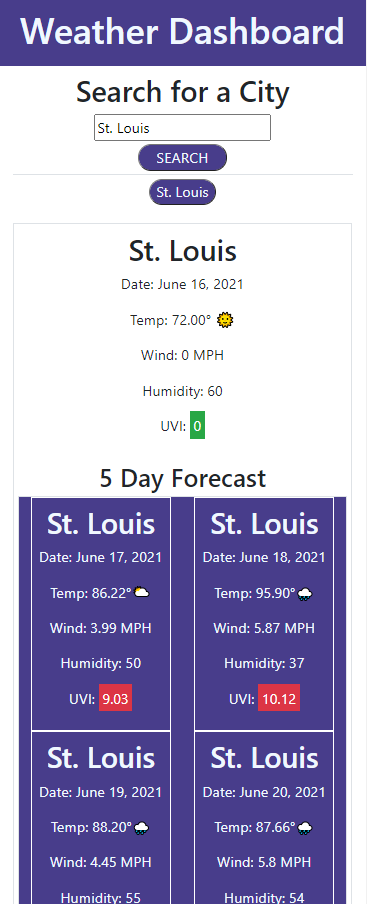 Weather Dashboard
Search for a City
St. Louis
SEARCH
St. Louis
St. Louis
Date: June 16, 2021
Temp: 72.00°
Wind: 0 MPH
Humidity: 60
UVI: 0
5 Day Forecast
St. Louis
Date: June 17, 2021
Temp: 86.22°
Wind: 3.99 MPH
Humidity: 50
UVI: 9.03
St. Louis
Date: June 18, 2021
Temp: 95.90°
Wind: 5.87 MPH
Humidity: 37
UVI: 10.12
St. Louis
Date: June 19, 2021
Temp: 88.20°
Wind: 4.45 MPH
Humidity: 55
St. Louis
Date: June 20, 2021
Temp: 87.66°
Wind: 5.8 MPH
Humidity: 54